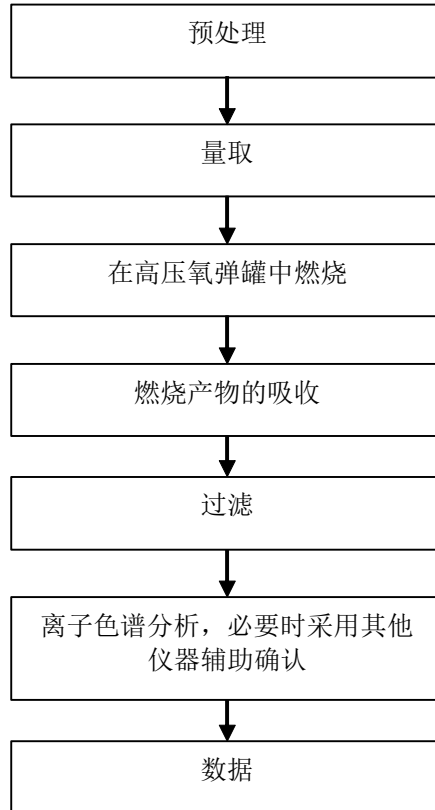 预处理
量取
在高压氧弹罐中燃烧
燃烧产物的吸收
过滤
离子色谱分析，必要时采用其他
仪器辅助确认
数据